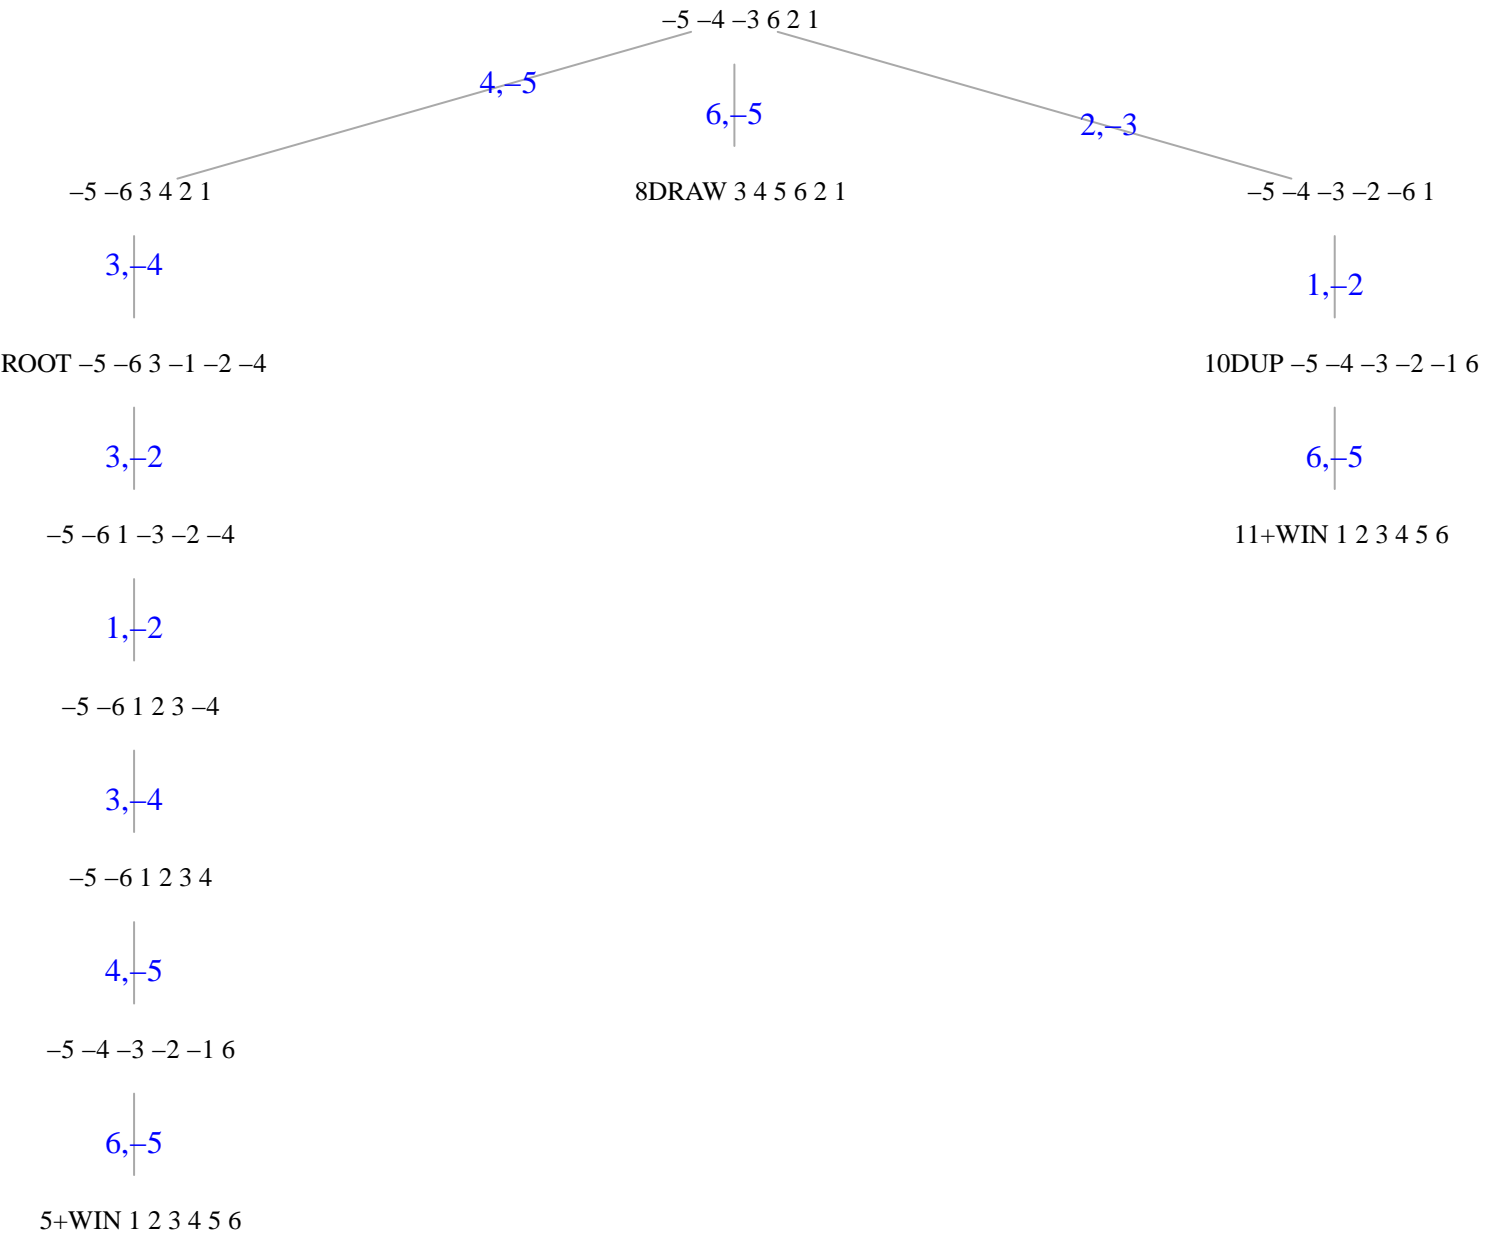 –5 –4 –3 6 2 1
4,–5
6,–5
2,–3
–5 –6 3 4 2 1
8DRAW 3 4 5 6 2 1
–5 –4 –3 –2 –6 1
3,–4
1,–2
ROOT –5 –6 3 –1 –2 –4
10DUP –5 –4 –3 –2 –1 6
3,–2
6,–5
–5 –6 1 –3 –2 –4
11+WIN 1 2 3 4 5 6
1,–2
–5 –6 1 2 3 –4
3,–4
–5 –6 1 2 3 4
4,–5
–5 –4 –3 –2 –1 6
6,–5
5+WIN 1 2 3 4 5 6